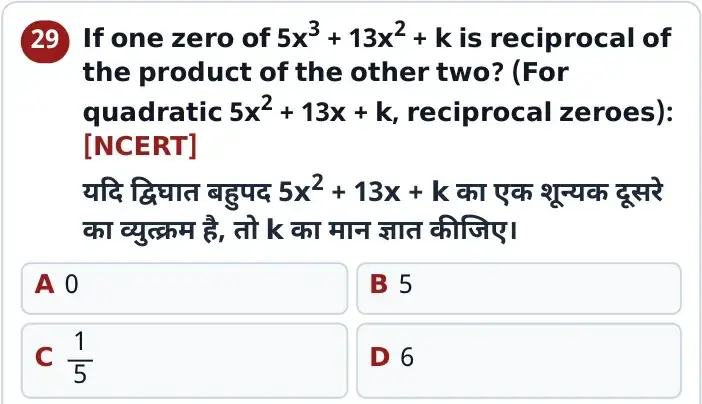 29 If one zero of 5x³ + 13x² + k is reciprocal of
the product of the other two? (For
quadratic 5x² + 13x + k, reciprocal zeroes):
[NCERT]
यदि द्विघात बहुपद 5x² + 13x + k का एक शून्यक दूसरे
का व्युत्क्रम है, तो k का मान ज्ञात कीजिए।
A 0
B 5
C 1/5
D 6